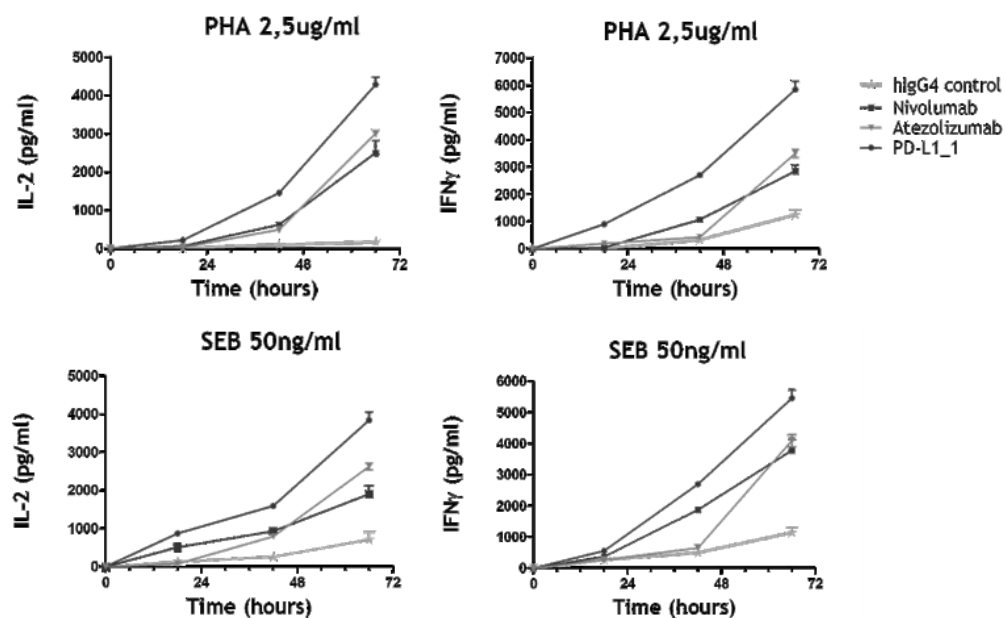 PHA 2,5ug/ml
5000
4000
3000
2000
1000
0
IL-2 (pg/ml)
0 24 48 72
Time (hours)
PHA 2,5ug/ml
7000
6000
5000
4000
3000
2000
1000
0
IFNγ (pg/ml)
0 24 48 72
Time (hours)
hIgG4 control
Nivolumab
Atezolizumab
PD-L1_1
SEB 50ng/ml
5000
4000
3000
2000
1000
0
IL-2 (pg/ml)
0 24 48 72
Time (hours)
SEB 50ng/ml
6000
5000
4000
3000
2000
1000
0
IFNγ (pg/ml)
0 24 48 72
Time (hours)